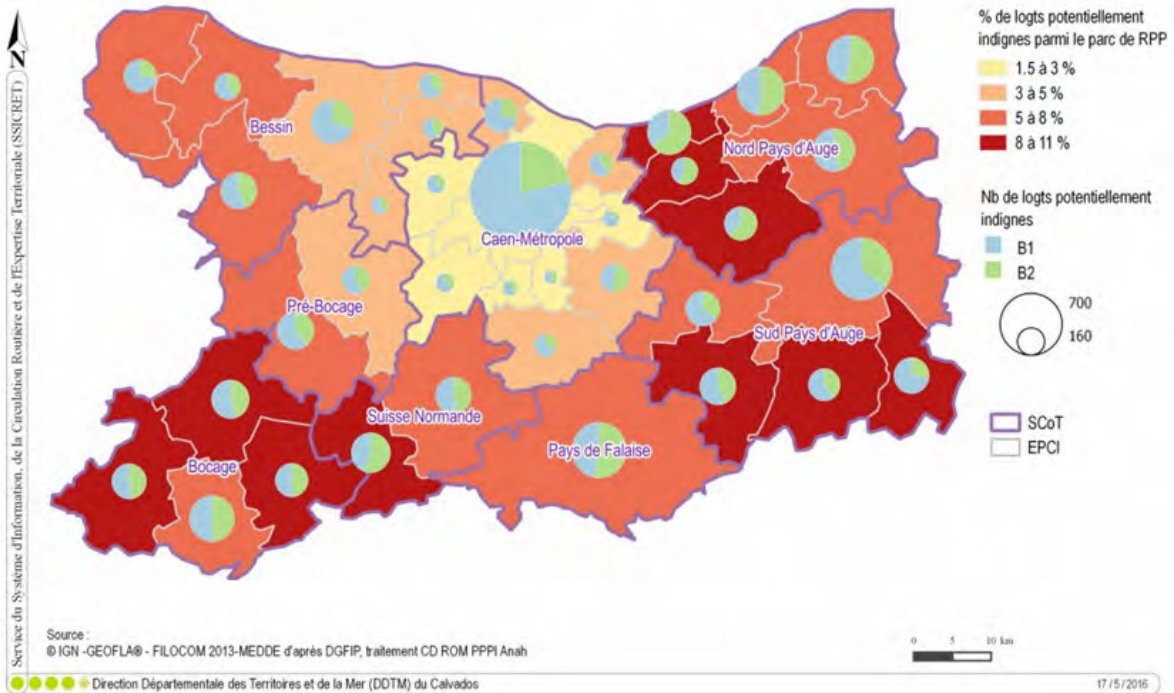 N
Service du Système d'Information, de la Circulation Routière et de l'Expertise Territoriale (SSICRET)
% de logts potentiellement
indignes parmi le parc de RPP
1.5 à 3 %
3 à 5 %
5 à 8 %
8 à 11 %
Nb de logts potentiellement
indignes
B1
B2
700
160
SCoT
EPCI
Bessin
Nord Pays d'Auge
Caen-Métropole
Pré-Bocage
Sud Pays d'Auge
Suisse Normande
Pays de Falaise
Bocage
Source :
© IGN -GEOFLA® - FILOCOM 2013-MEDDE d'après DGFIP, traitement CD ROM PPPI Anah
0 5 10 km
Direction Départementale des Territoires et de la Mer (DDTM) du Calvados
17/5/2016